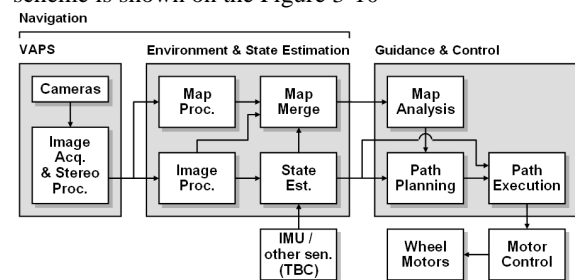 scheme is shown on the Figure 3-10
Navigation
VAPS
Environment & State Estimation
Guidance & Control
Cameras
Image
Acq.
& Stereo
Proc.
Map
Proc.
Map
Merge
Image
Proc.
State
Est.
IMU /
other sen.
(TBC)
Map
Analysis
Path
Planning
Path
Execution
Wheel
Motors
Motor
Control